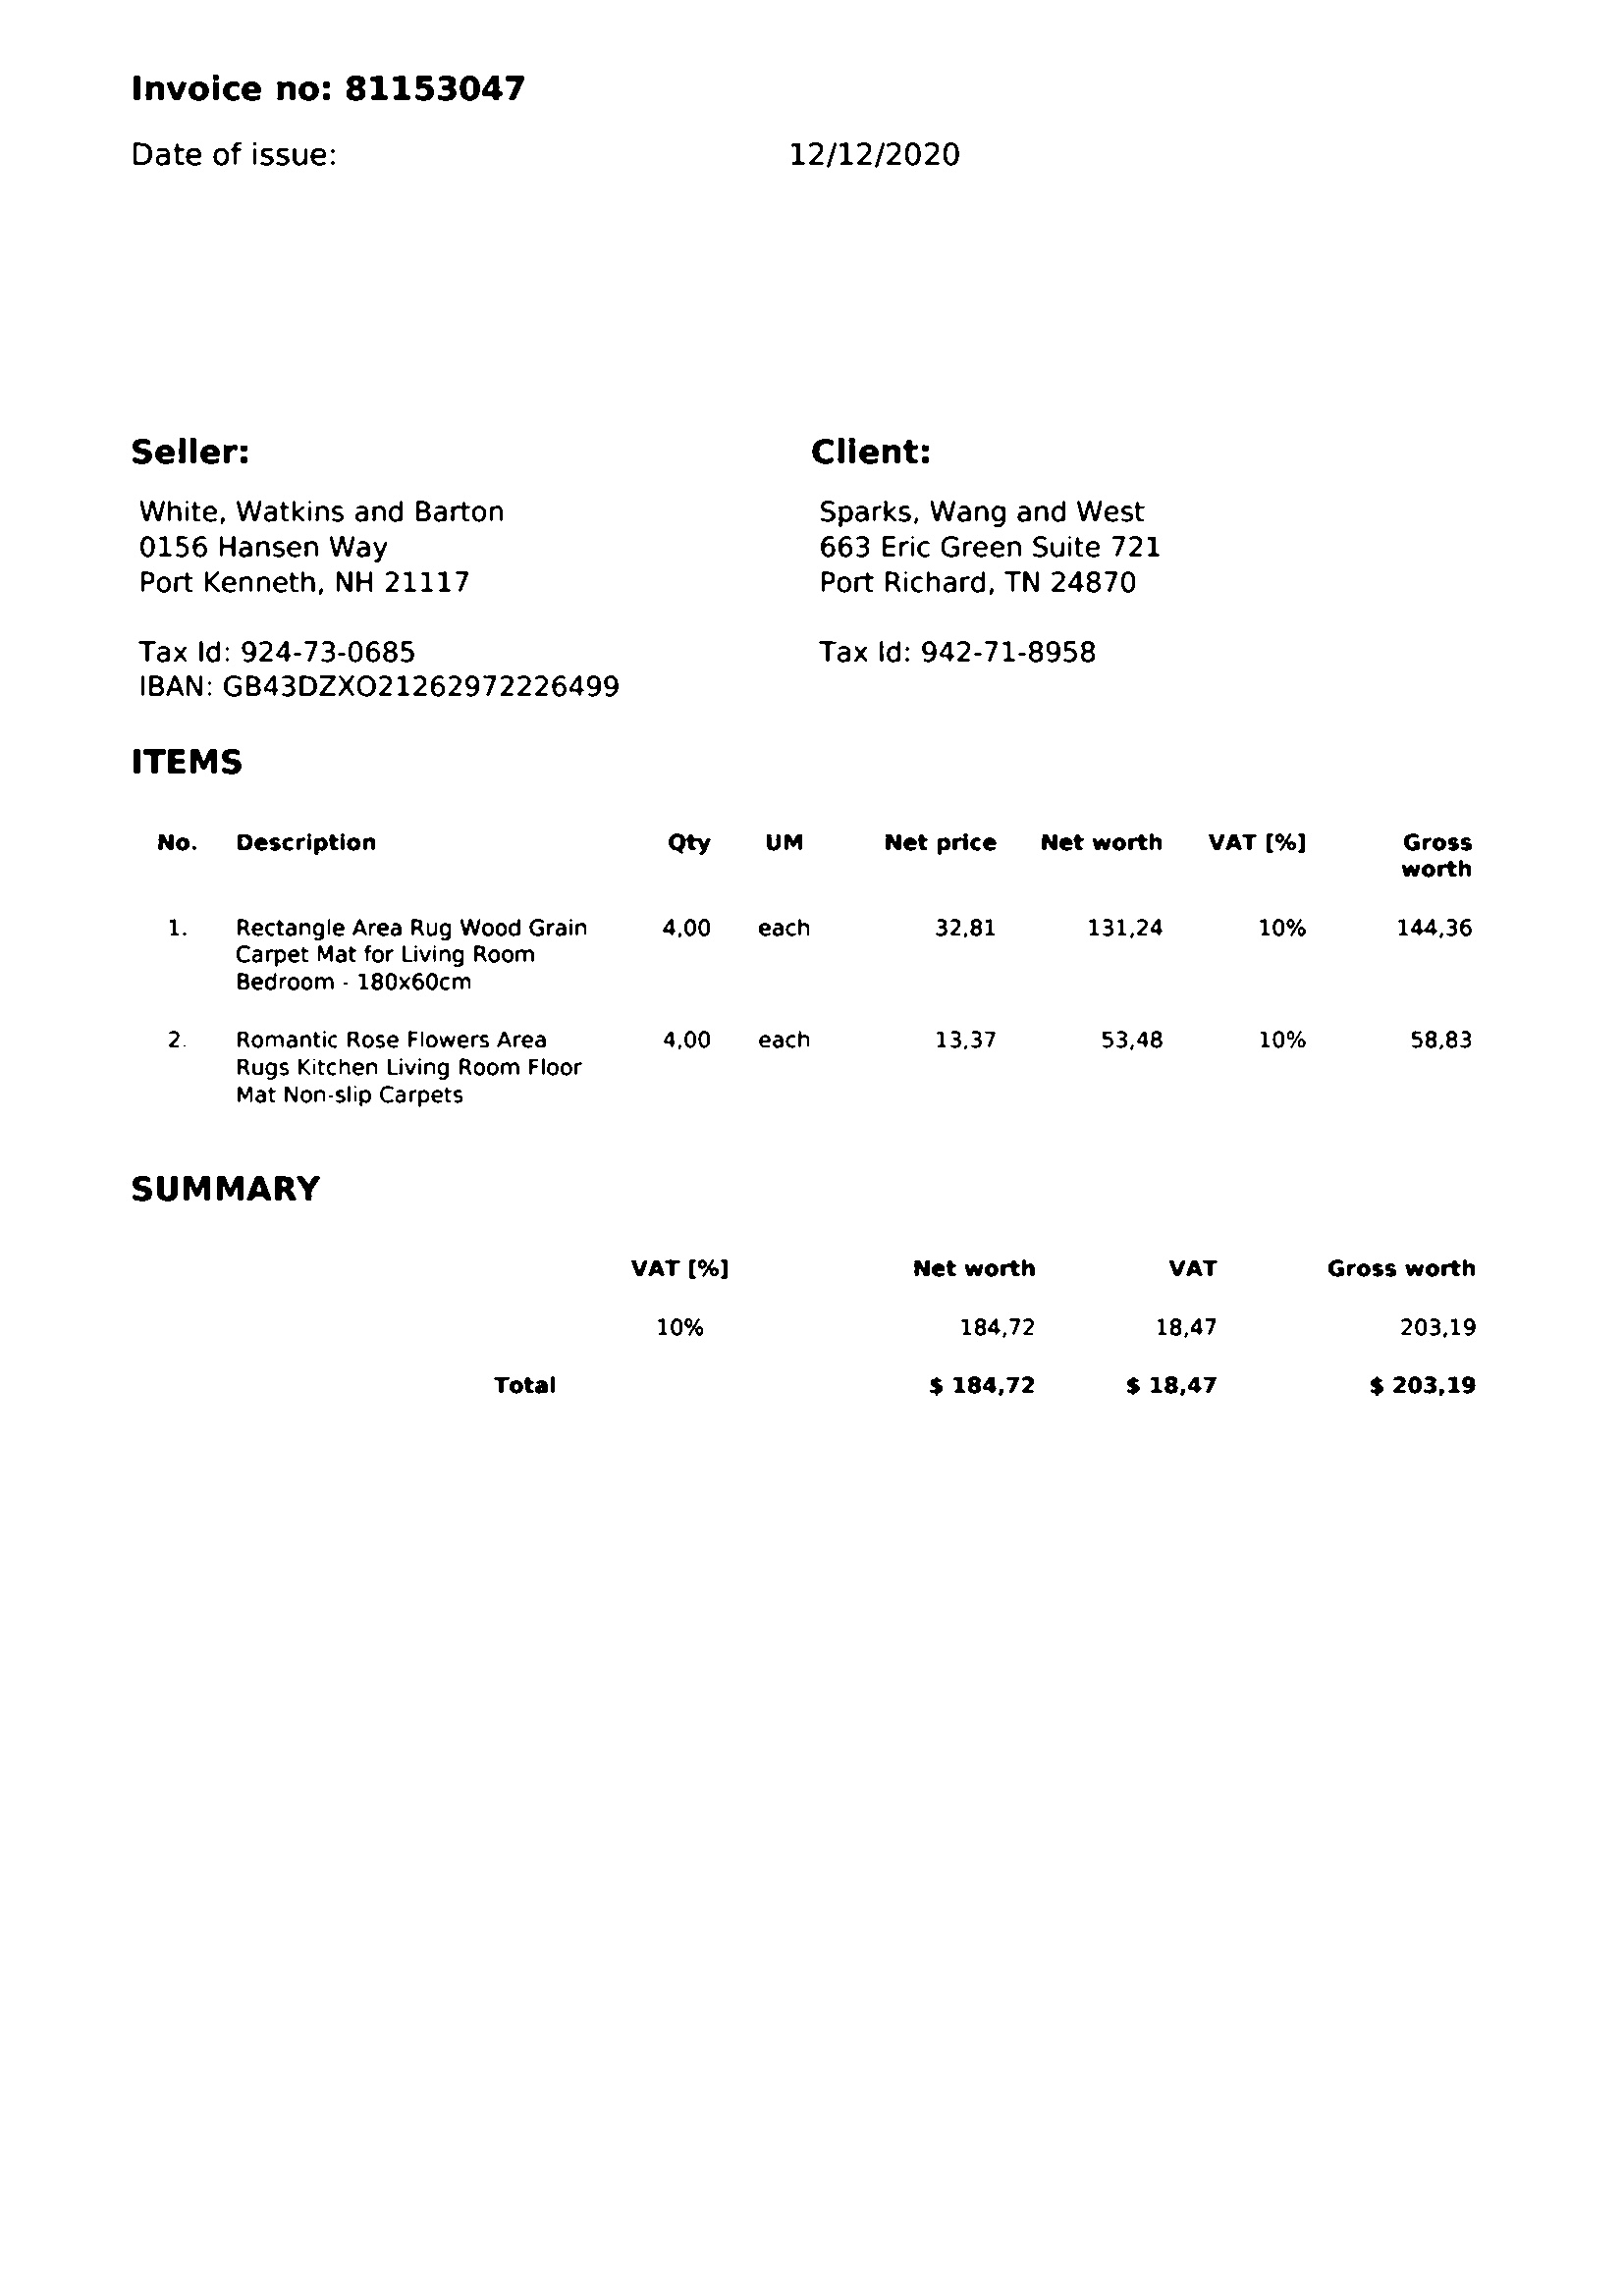 Invoice no: 81153047
Date of issue: 12/12/2020
Seller: Client:
White, Watkins and Barton Sparks, Wang and West
0156 Hansen Way 663 Eric Green Suite 721
Port Kenneth, NH 21117 Port Richard, TN 24870
Tax Id: 924-73-0685 Tax Id: 942-71-8958
IBAN: GB43DZXO21262972226499
ITEMS
No. Description Qty UM Net price Net worth VAT [%] Gross
worth
1. Rectangle Area Rug Wood Grain 4,00 each 32,81 131,24 10% 144,36
Carpet Mat for Living Room
Bedroom - 180x60cm
2. Romantic Rose Flowers Area 4,00 each 13,37 53,48 10% 58,83
Rugs Kitchen Living Room Floor
Mat Non-slip Carpets
SUMMARY
VAT [%] Net worth VAT Gross worth
10% 184,72 18,47 203,19
Total $ 184,72 $ 18,47 $ 203,19